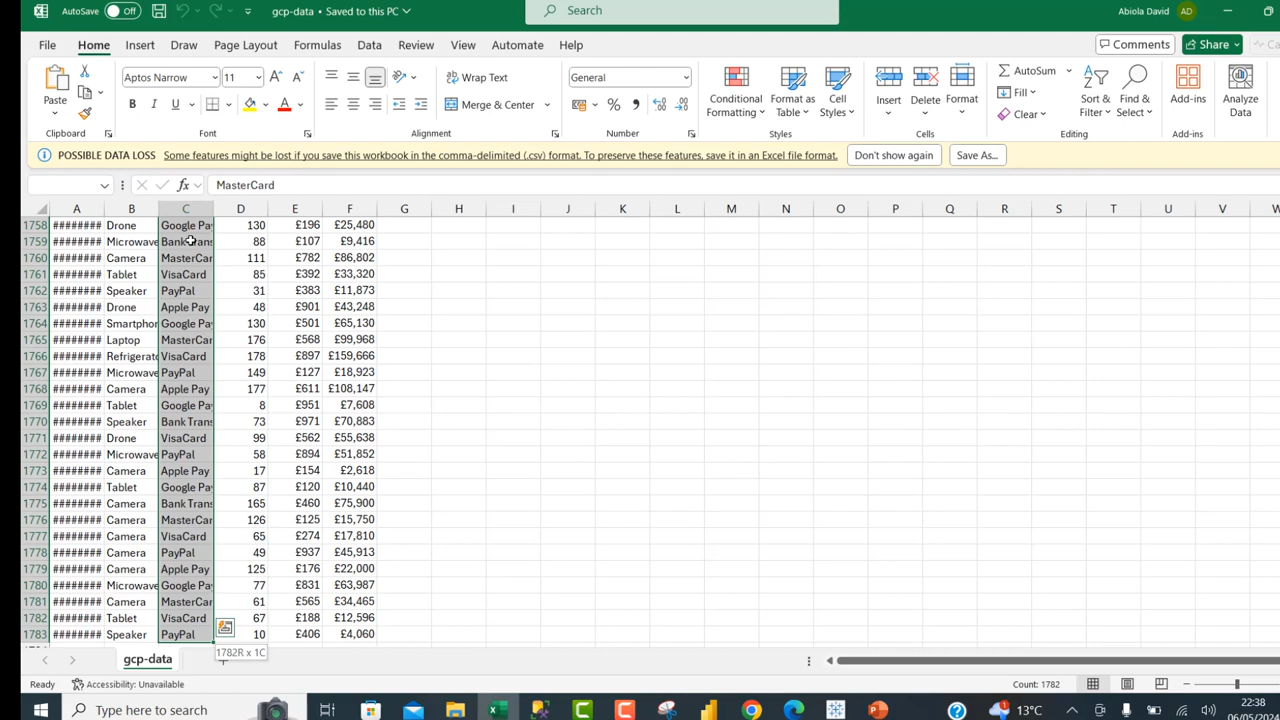 AutoSave Off gcp-data • Saved to this PC Search Abiola David AD
File Home Insert Draw Page Layout Formulas Data Review View Automate Help Comments Share
Paste Aptos Narrow 11 Wrap Text General Conditional Formatting Format as Table Cell Styles Insert Delete Format AutoSum Sort & Filter Find & Select Add-ins Analyze Data
B I U A Merge & Center % Fill
Clear
Clipboard Font Alignment Number Styles Cells Editing Add-ins
POSSIBLE DATA LOSS Some features might be lost if you save this workbook in the comma-delimited (.csv) format. To preserve these features, save it in an Excel file format. Don't show again Save As...
fx MasterCard
A B C D E F G H I J K L M N O P Q R S T U V W
1758 ######## Drone Google Pay 130 £196 £25,480
1759 ######## Microwave Bank Trans 88 £107 £9,416
1760 ######## Camera MasterCar 111 £782 £86,802
1761 ######## Tablet VisaCard 85 £392 £33,320
1762 ######## Speaker PayPal 31 £383 £11,873
1763 ######## Drone Apple Pay 48 £901 £43,248
1764 ######## Smartphor Google Pay 130 £501 £65,130
1765 ######## Laptop MasterCar 176 £568 £99,968
1766 ######## Refrigerato VisaCard 178 £897 £159,666
1767 ######## Microwave PayPal 149 £127 £18,923
1768 ######## Camera Apple Pay 177 £611 £108,147
1769 ######## Tablet Google Pay 8 £951 £7,608
1770 ######## Speaker Bank Trans 73 £971 £70,883
1771 ######## Drone VisaCard 99 £562 £55,638
1772 ######## Microwave PayPal 58 £894 £51,852
1773 ######## Camera Apple Pay 17 £154 £2,618
1774 ######## Tablet Google Pay 87 £120 £10,440
1775 ######## Camera Bank Trans 165 £460 £75,900
1776 ######## Camera MasterCar 126 £125 £15,750
1777 ######## Camera VisaCard 65 £274 £17,810
1778 ######## Camera PayPal 49 £937 £45,913
1779 ######## Camera Apple Pay 125 £176 £22,000
1780 ######## Microwave Google Pay 77 £831 £63,987
1781 ######## Camera MasterCar 61 £565 £34,465
1782 ######## Tablet VisaCard 67 £188 £12,596
1783 ######## Speaker PayPal 10 £406 £4,060
1782R x 1C
gcp-data
Ready Accessibility: Unavailable Count: 1782
Type here to search 13°C 22:38